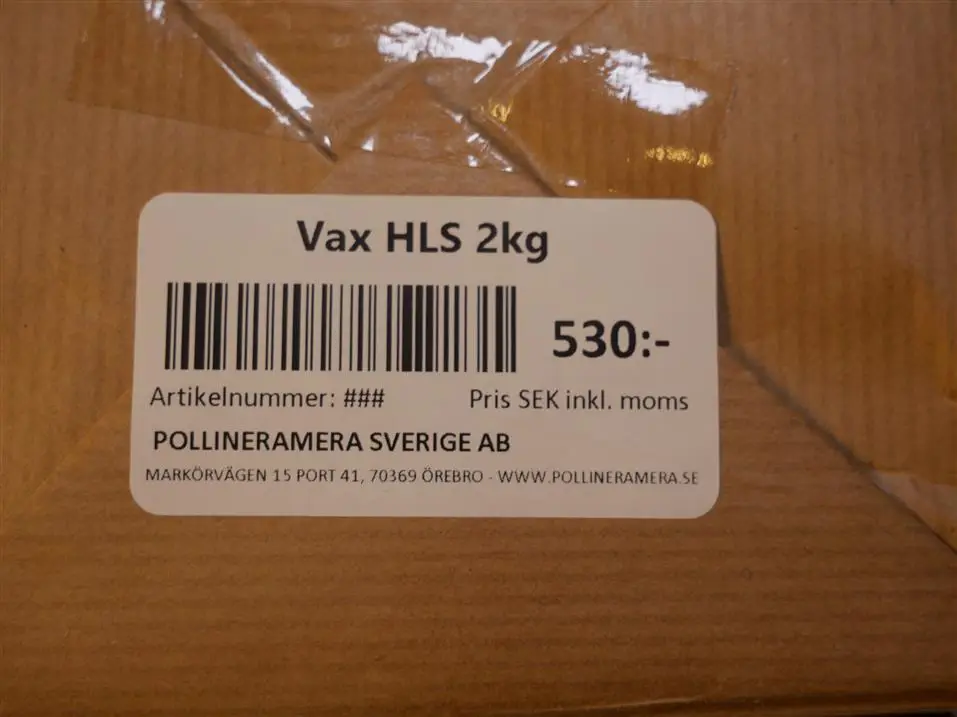 Vax HLS 2kg
530:-
Artikelnummer: ### Pris SEK inkl. moms
POLLINERAMERA SVERIGE AB
MARKÖRVÄGEN 15 PORT 41, 70369 ÖREBRO - WWW.POLLINERAMERA.SE